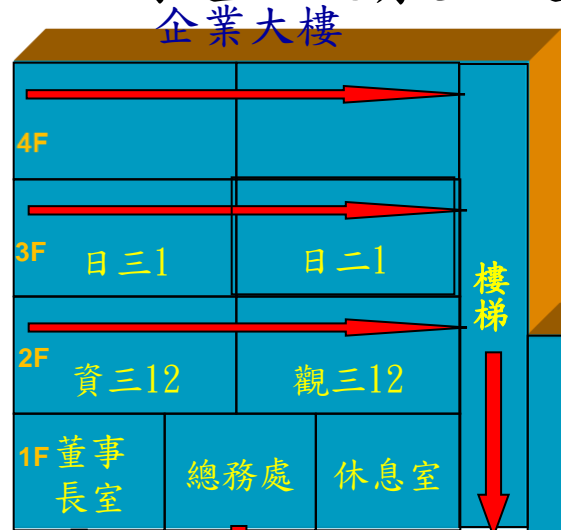 企業大樓
4F
3F 日三1 日二1
樓梯
2F 資三12 觀三12
1F 董事長室 總務處 休息室